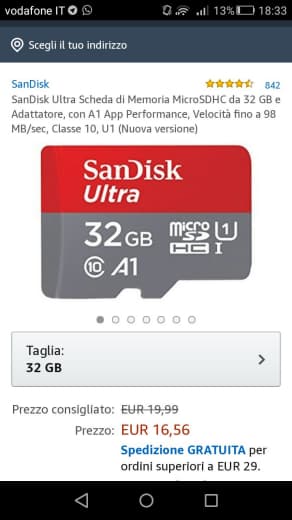 vodafone IT 13% 18:33
Scegli il tuo indirizzo
SanDisk 842
SanDisk Ultra Scheda di Memoria MicroSDHC da 32 GB e
Adattatore, con A1 App Performance, Velocità fino a 98
MB/sec, Classe 10, U1 (Nuova versione)
SanDisk
Ultra
32 GB
micro SD HC I U1
10 A1
Taglia:
32 GB
Prezzo consigliato: EUR 19,99
Prezzo: EUR 16,56
Spedizione GRATUITA per
ordini superiori a EUR 29.